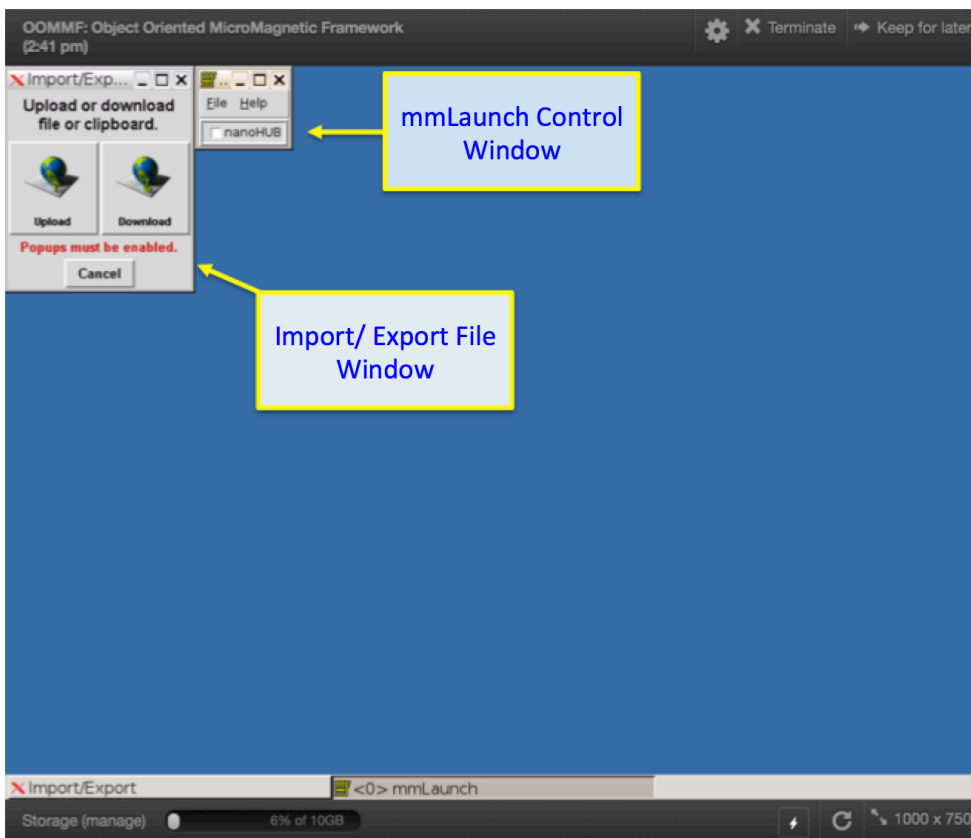 OOMMF: Object Oriented MicroMagnetic Framework
(2:41 pm)
Terminate
Keep for later
Import/Exp...
Upload or download
file or clipboard.
Upload
Download
Popups must be enabled.
Cancel
..
File Help
nanoHUB
mmLaunch Control
Window
Import/ Export File
Window
Import/Export
<0> mmLaunch
Storage (manage)
6% of 10GB
1000 x 750